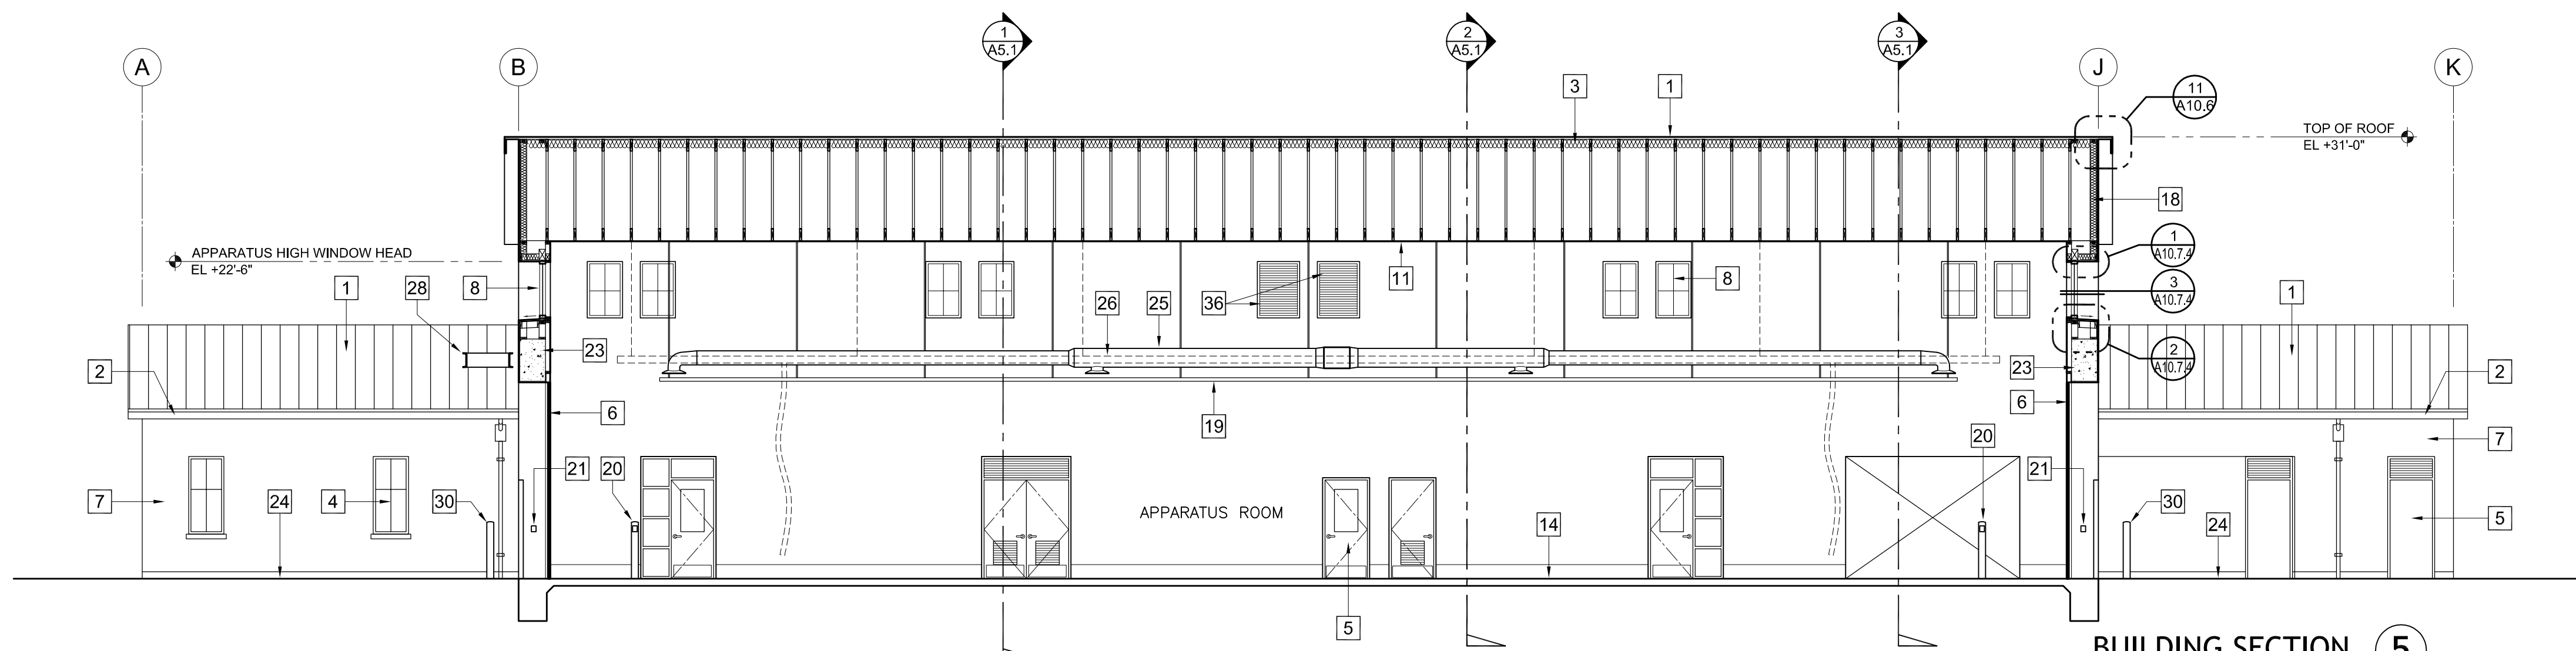 1
A5.1
2
A5.1
3
A5.1
A
B
J
K
3
1
11
A10.6
TOP OF ROOF
EL +31'-0"
18
APPARATUS HIGH WINDOW HEAD
EL +22'-6"
1
A10.7.4
1
28
8
11
8
3
A10.7.4
1
26
25
36
23
2
A10.7.4
2
23
2
6
6
19
20
7
21
20
21
7
24
4
30
APPARATUS ROOM
14
30
24
5
5
BUILDING SECTION
5